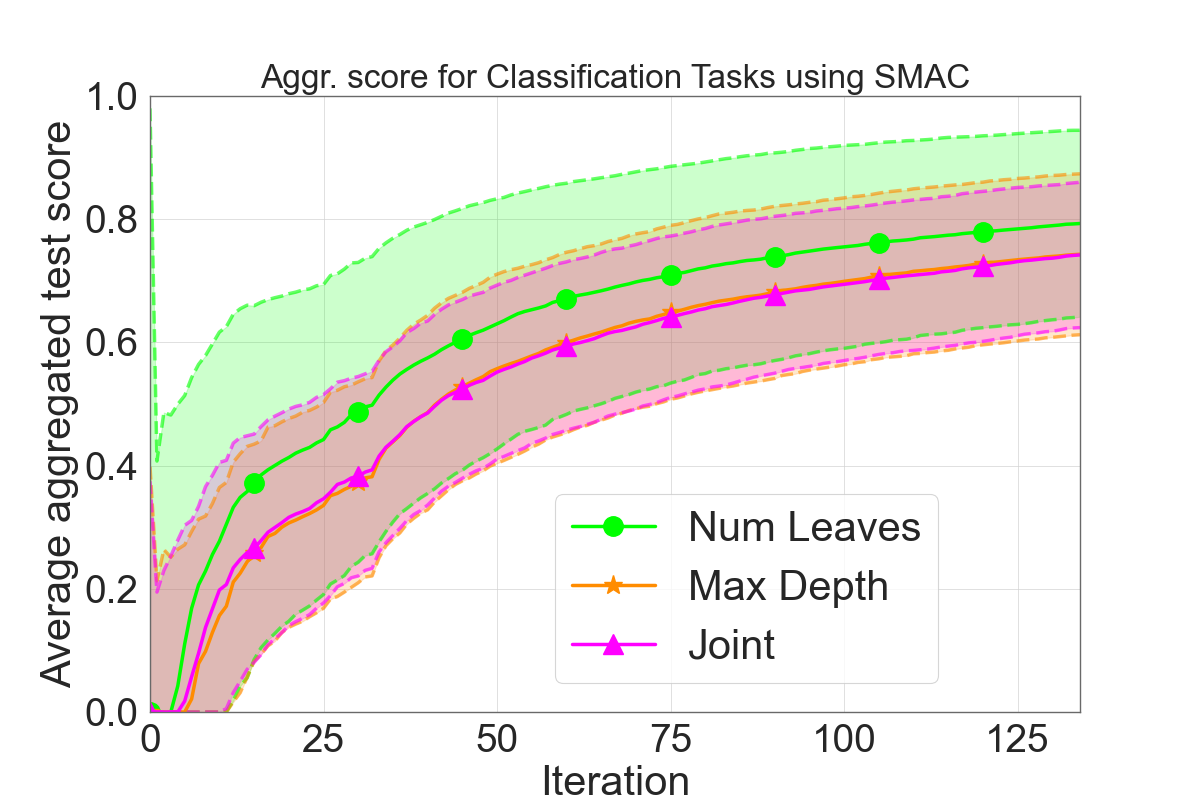 Aggr. score for Classification Tasks using SMAC
Average aggregated test score
1.0
0.8
0.6
0.4
0.2
0.0
Num Leaves
Max Depth
Joint
0 25 50 75 100 125
Iteration